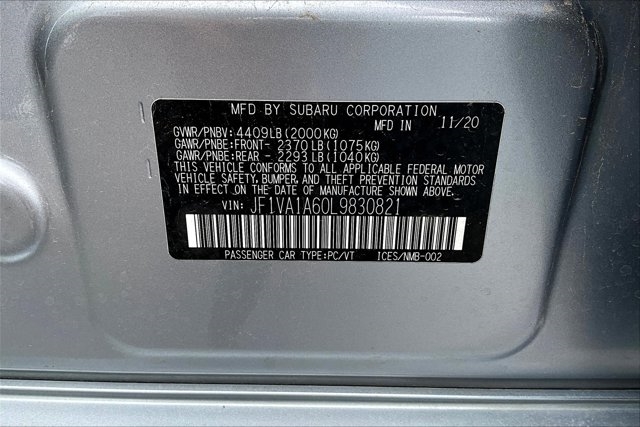 MFD BY SUBARU CORPORATION
GVWR/PNBV: 4409LB(2000KG) MFD IN 11/20
GAWR/PNBE:FRONT- 2370LB(1075KG)
GAWR/PNBE:REAR - 2293LB(1040KG)
THIS VEHICLE CONFORMS TO ALL APPLICABLE FEDERAL MOTOR
VEHICLE SAFETY, BUMPER, AND THEFT PREVENTION STANDARDS
IN EFFECT ON THE DATE OF MANUFACTURE SHOWN ABOVE.
VIN: JF1VA1A60L9830821
PASSENGER CAR TYPE:PC/VT ICES/NMB-002